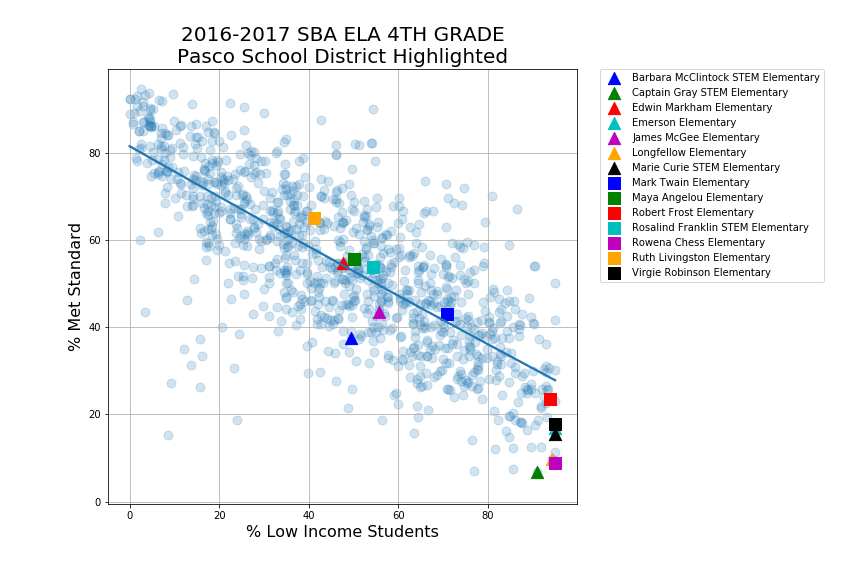 2016-2017 SBA ELA 4TH GRADE
Pasco School District Highlighted
% Met Standard
80
60
40
20
0
0 20 40 60 80
% Low Income Students
Barbara McClintock STEM Elementary
Captain Gray STEM Elementary
Edwin Markham Elementary
Emerson Elementary
James McGee Elementary
Longfellow Elementary
Marie Curie STEM Elementary
Mark Twain Elementary
Maya Angelou Elementary
Robert Frost Elementary
Rosalind Franklin STEM Elementary
Rowena Chess Elementary
Ruth Livingston Elementary
Virgie Robinson Elementary